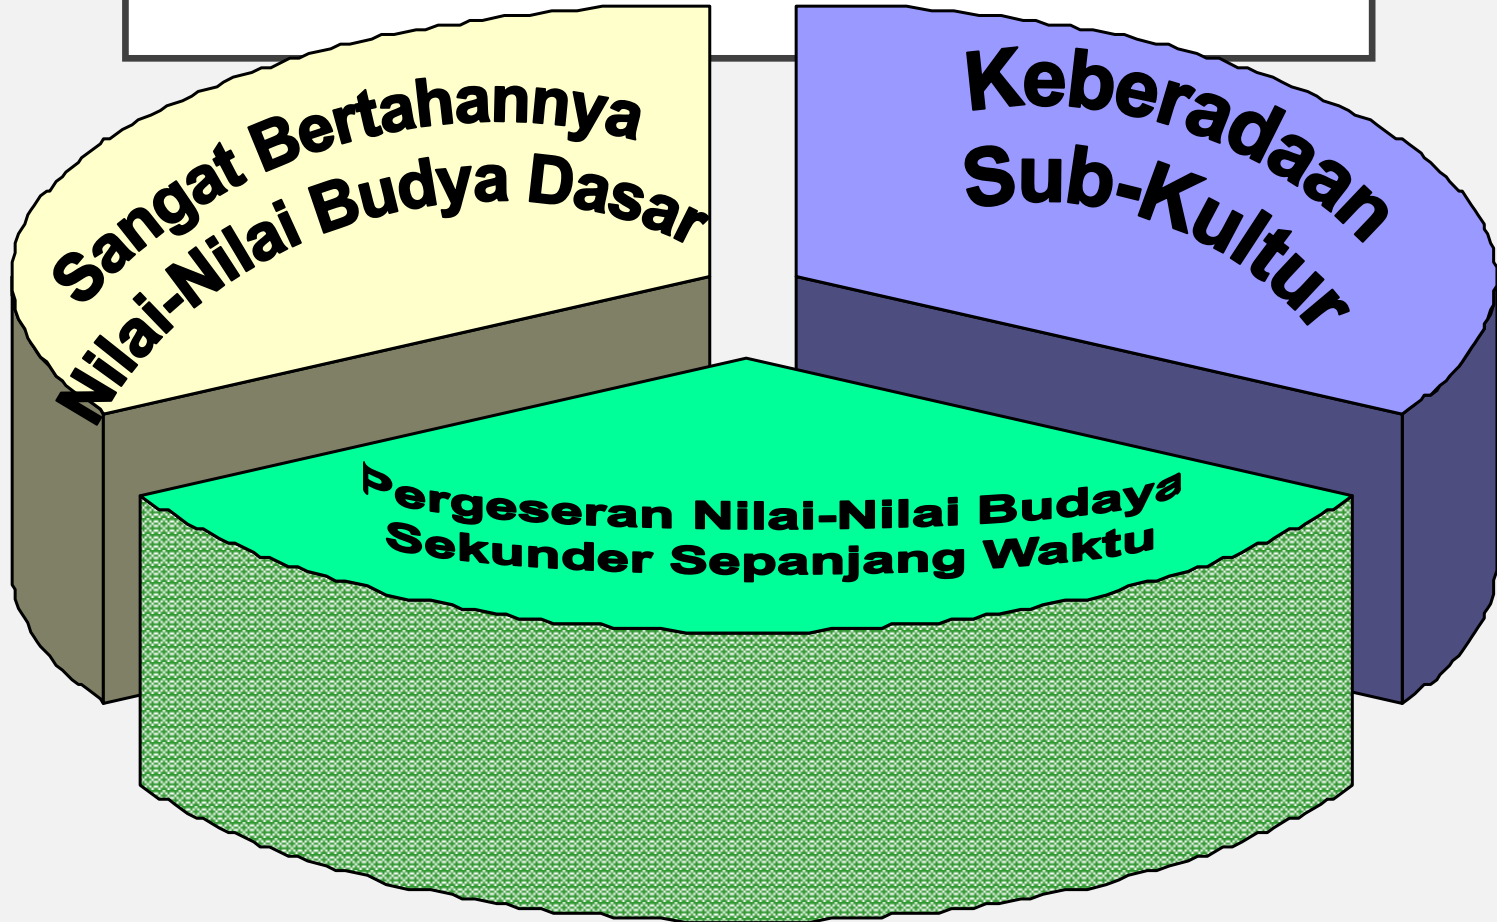 Sangat Bertahannya
Nilai-Nilai Budya Dasar
Keberadaan
Sub-Kultur
Pergeseran Nilai-Nilai Budaya
Sekunder Sepanjang Waktu